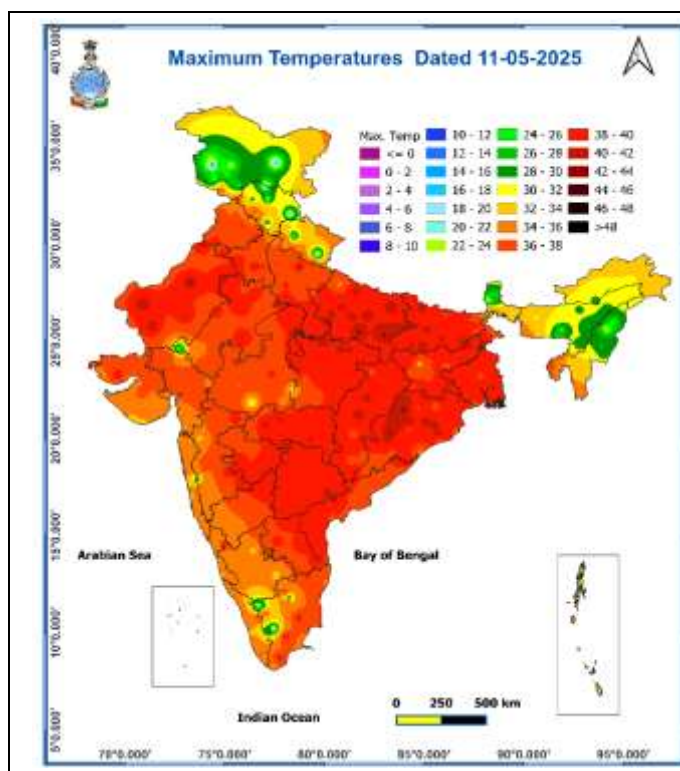 Maximum Temperatures Dated 11-05-2025
Max. Temp
<= 0
0 - 2
2 - 4
4 - 6
6 - 8
8 - 10
10 - 12
12 - 14
14 - 16
16 - 18
18 - 20
20 - 22
22 - 24
24 - 26
26 - 28
28 - 30
30 - 32
32 - 34
34 - 36
36 - 38
38 - 40
40 - 42
42 - 44
44 - 46
46 - 48
>48
40°0.000'
35°0.000'
30°0.000'
25°0.000'
20°0.000'
15°0.000'
10°0.000'
5°0.000'
Arabian Sea
Bay of Bengal
Indian Ocean
0 250 500 km
70°0.000' 75°0.000' 80°0.000' 85°0.000' 90°0.000' 95°0.000'